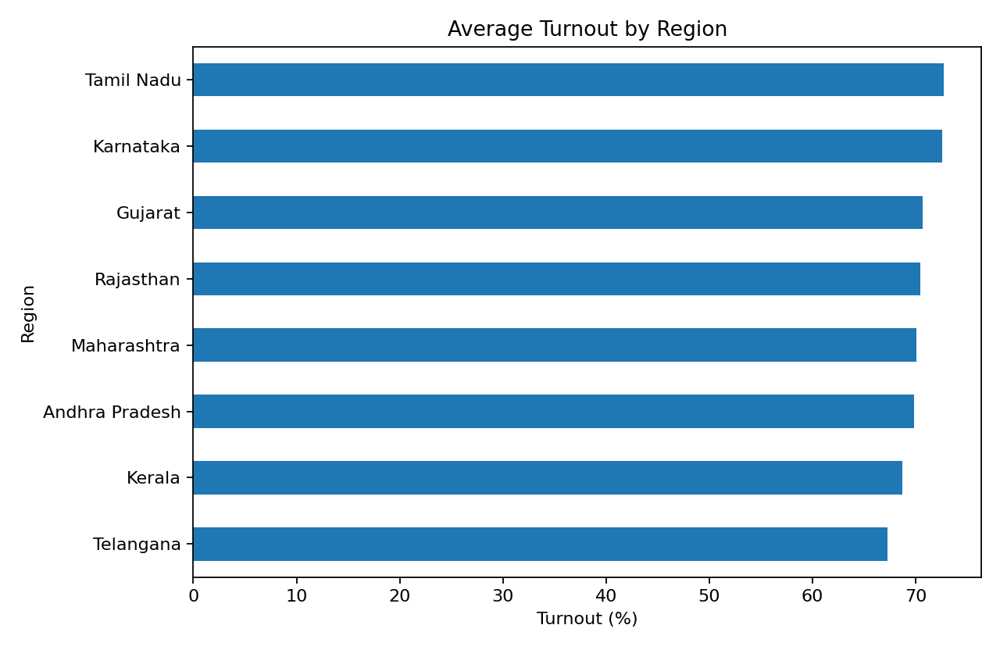 Average Turnout by Region
Tamil Nadu
Karnataka
Gujarat
Rajasthan
Maharashtra
Andhra Pradesh
Kerala
Telangana
Region
0 10 20 30 40 50 60 70
Turnout (%)